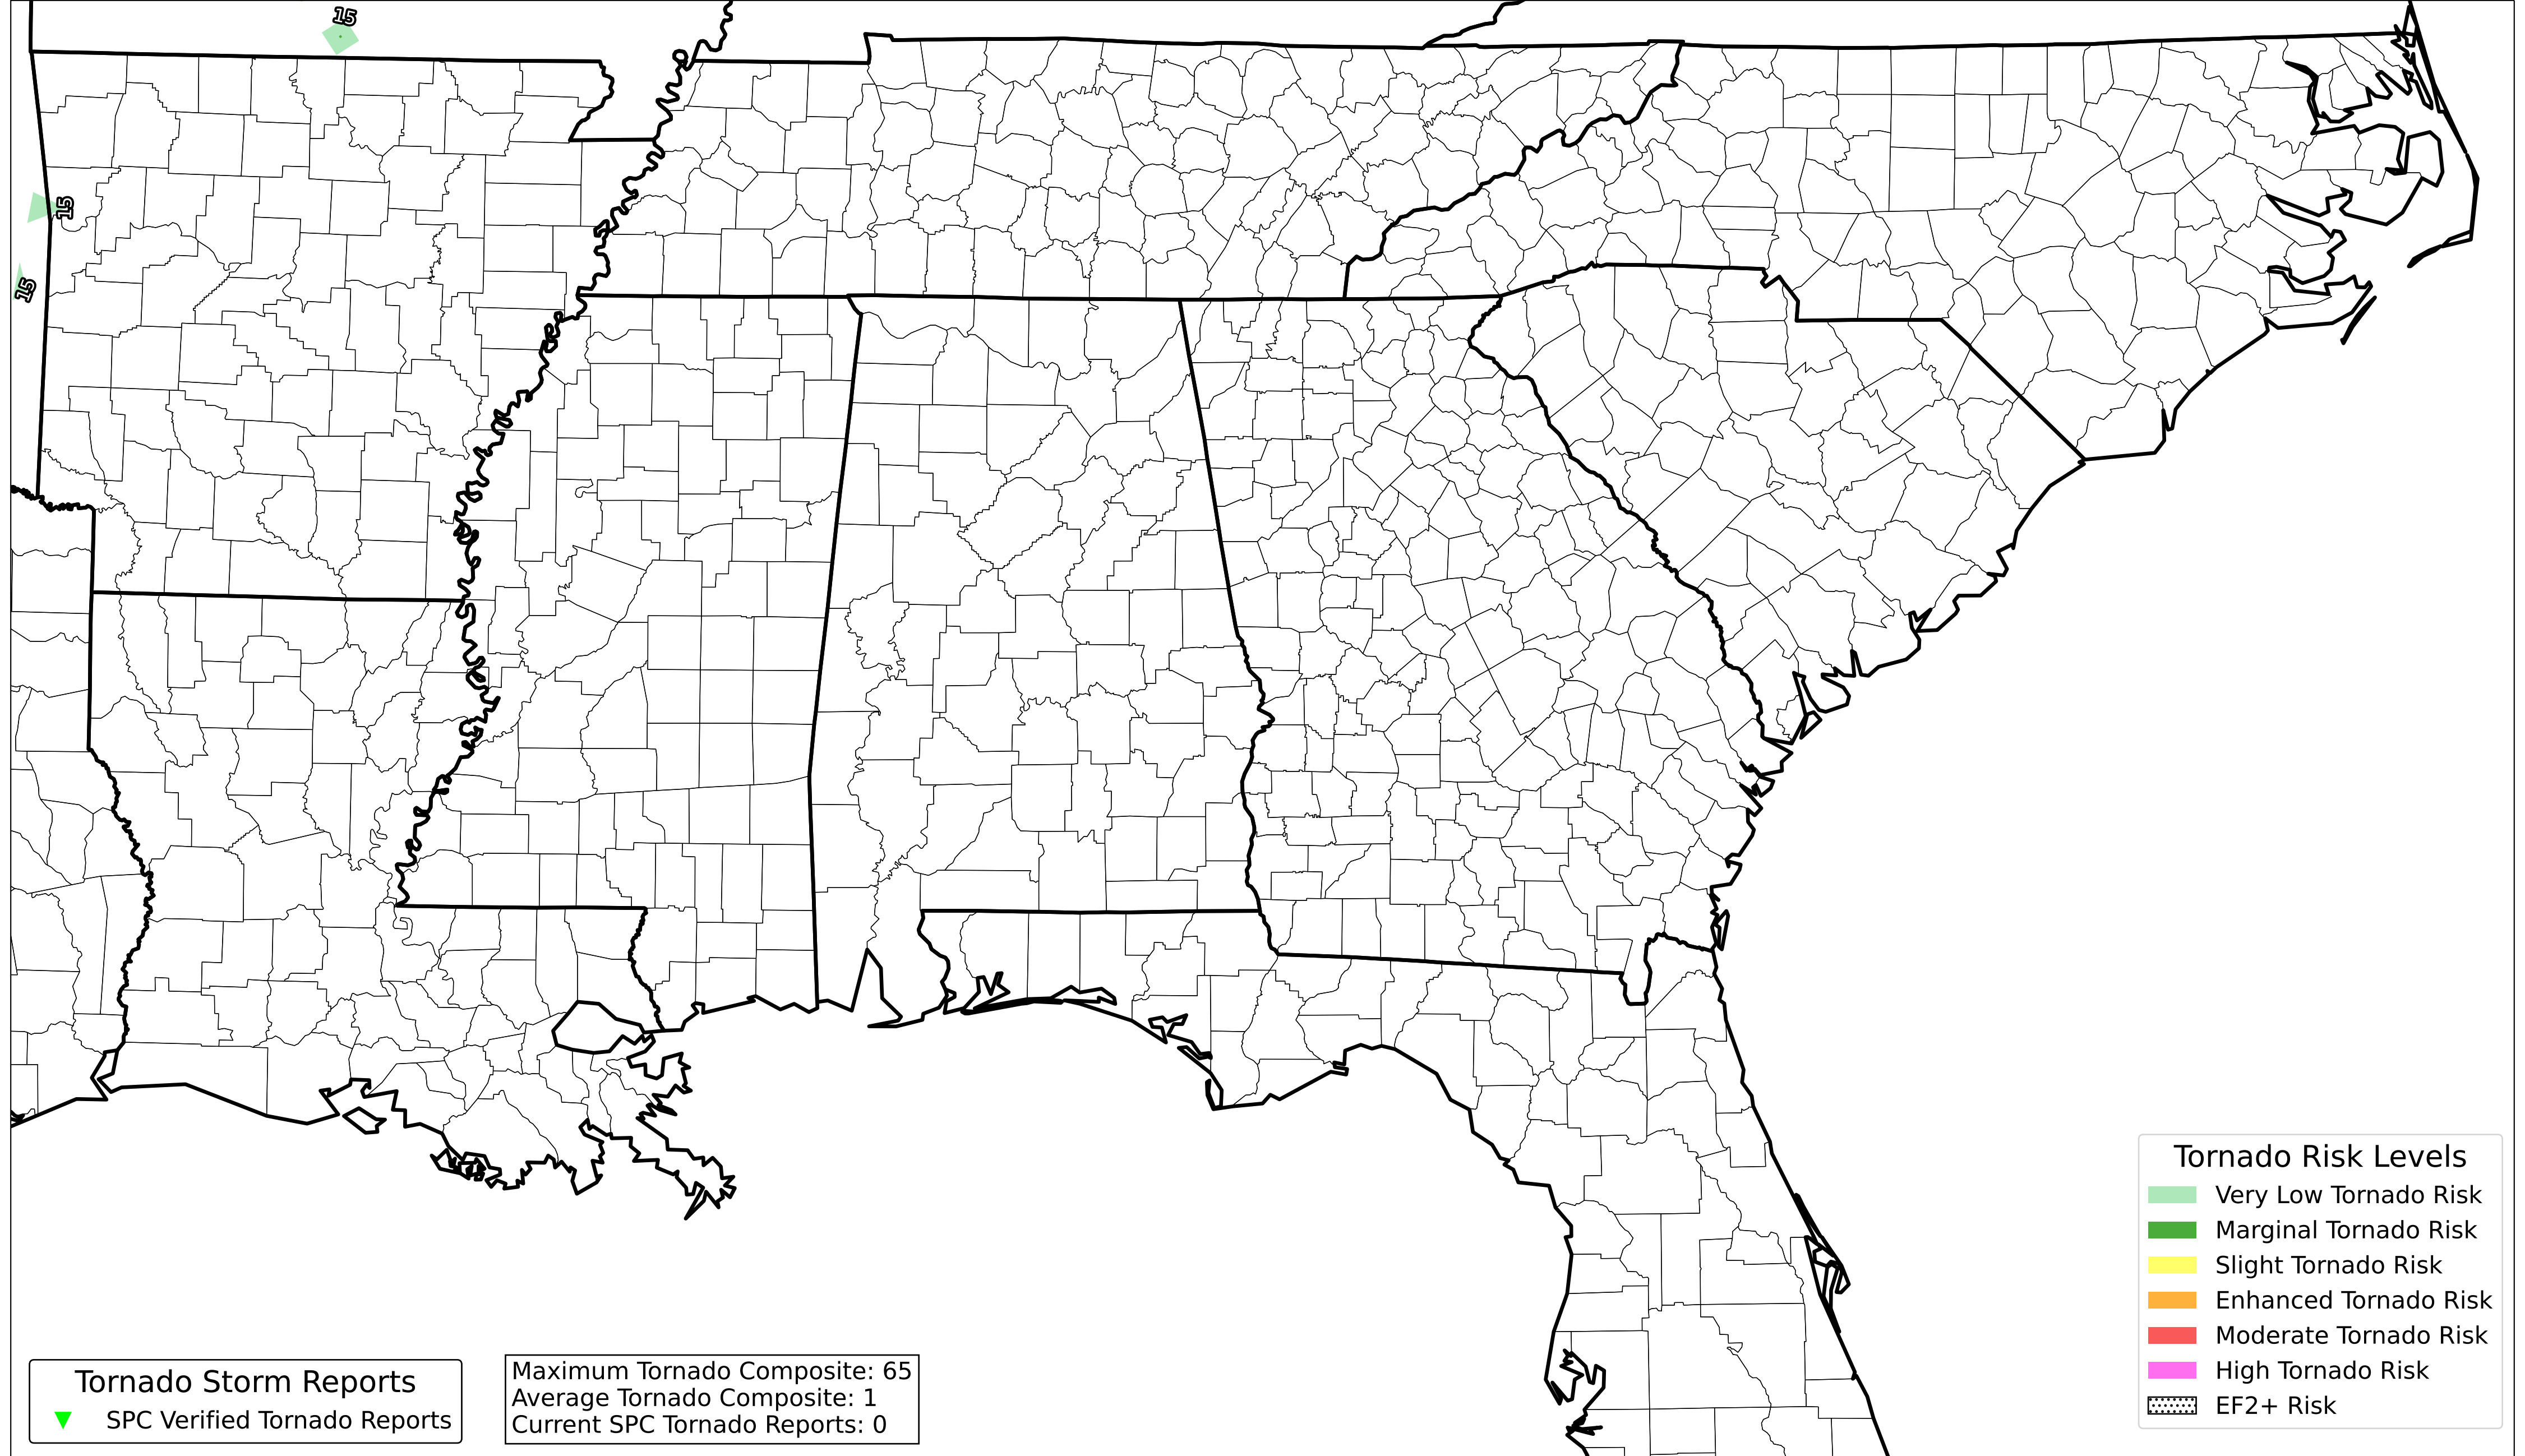 15
15
15
Tornado Risk Levels
Very Low Tornado Risk
Marginal Tornado Risk
Slight Tornado Risk
Enhanced Tornado Risk
Moderate Tornado Risk
High Tornado Risk
EF2+ Risk
Tornado Storm Reports
SPC Verified Tornado Reports
Maximum Tornado Composite: 65
Average Tornado Composite: 1
Current SPC Tornado Reports: 0